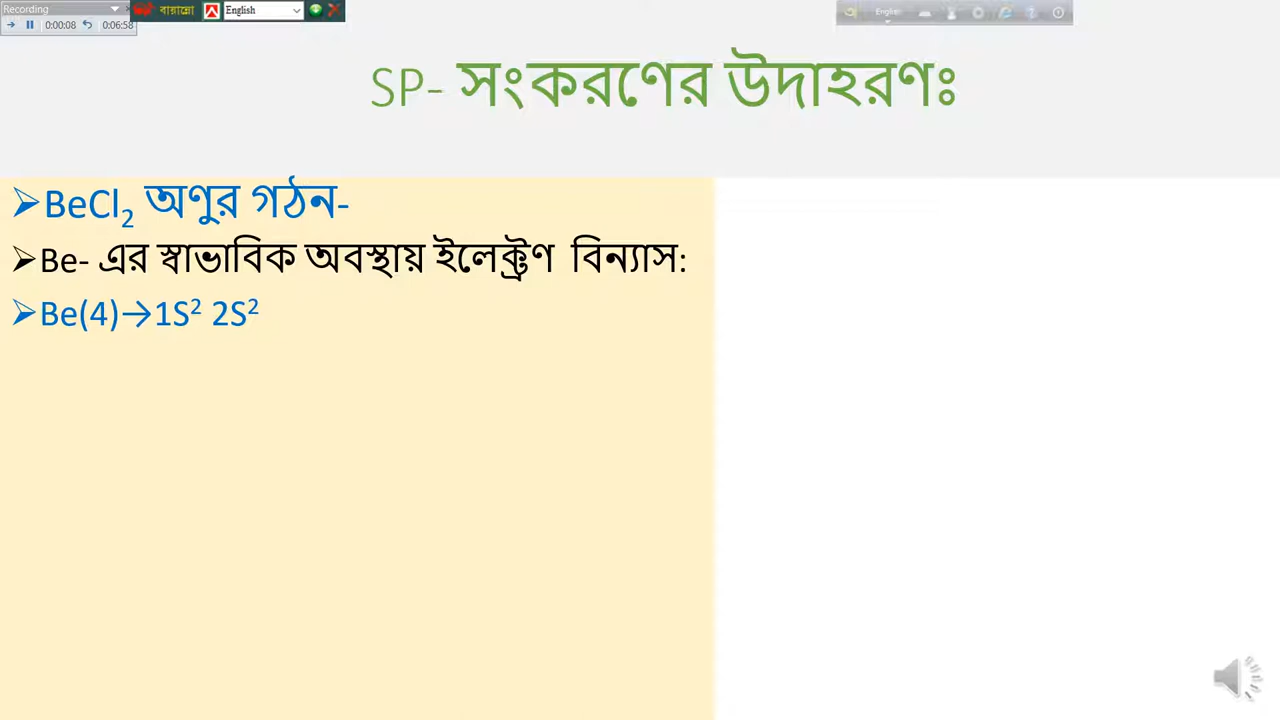 Recording
0:00:08 0:06:58
বায়ান্নো English
English
SP- সংকরণের উদাহরণঃ
➢BeCl₂ অণুর গঠন-
➢Be- এর স্বাভাবিক অবস্থায় ইলেক্ট্রণ বিন্যাস:
➢Be(4)→1S² 2S²